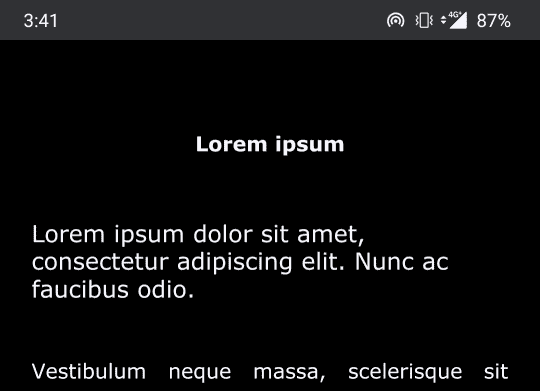 3:41 4G+ 87%
Lorem ipsum
Lorem ipsum dolor sit amet,
consectetur adipiscing elit. Nunc ac
faucibus odio.
Vestibulum neque massa, scelerisque sit